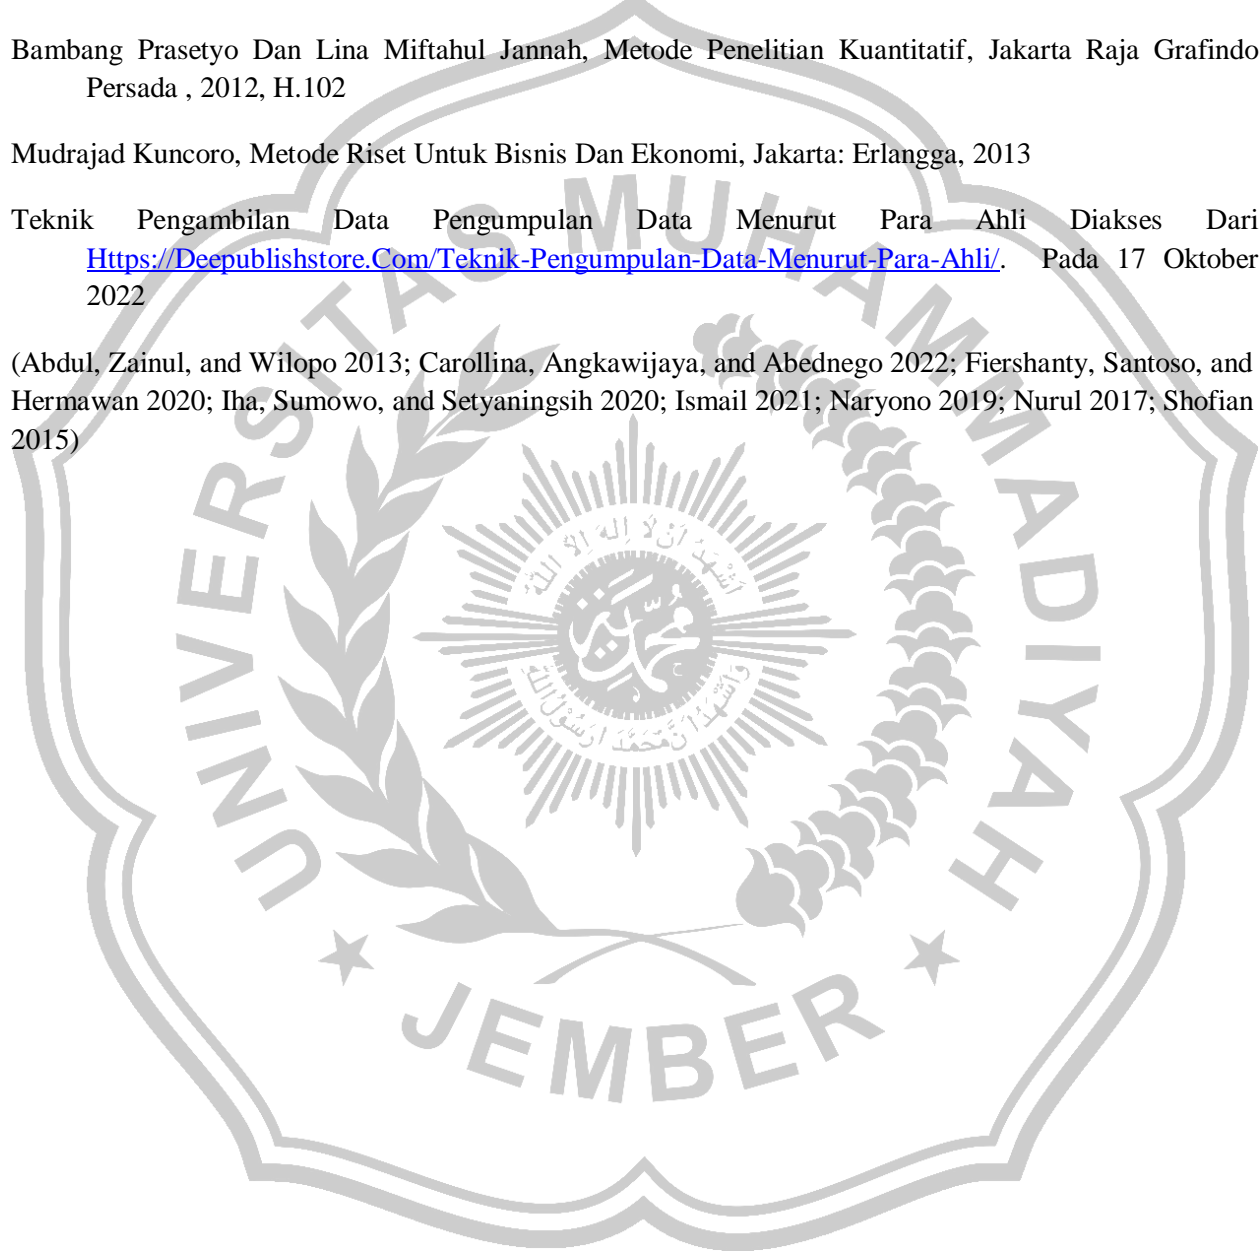 Bambang Prasetyo Dan Lina Miftahul Jannah, Metode Penelitian Kuantitatif, Jakarta Raja Grafindo
Persada , 2012, H.102
Mudrajad Kuncoro, Metode Riset Untuk Bisnis Dan Ekonomi, Jakarta: Erlangga, 2013
Teknik Pengambilan Data Pengumpulan Data Menurut Para Ahli Diakses Dari
Https://Deepublishstore.Com/Teknik-Pengumpulan-Data-Menurut-Para-Ahli/. Pada 17 Oktober
2022
(Abdul, Zainul, and Wilopo 2013; Carollina, Angkawijaya, and Abednego 2022; Fiershanty, Santoso, and
Hermawan 2020; Iha, Sumowo, and Setyaningsih 2020; Ismail 2021; Naryono 2019; Nurul 2017; Shofian
2015)
UNIVERSITAS MUHAMMADIYAH
اَشْهَدُ اَنْ لَا اِلٰهَ اِلَّا اللّٰهُ
محمد
وَاَشْهَدُ اَنَّ مُحَمَّدًا رَسُوْلُ اللّٰهِ
JEMBER